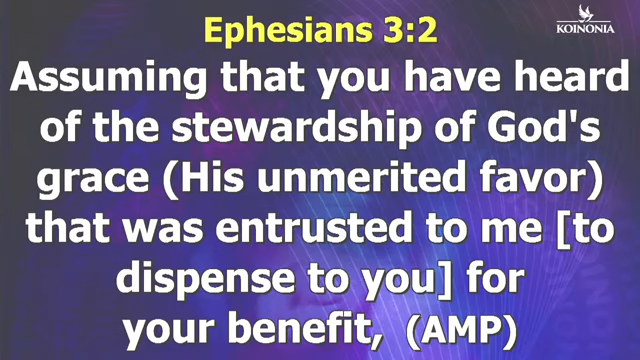 Ephesians 3:2
KOINONIA
Assuming that you have heard
of the stewardship of God's
grace (His unmerited favor)
that was entrusted to me [to
dispense to you] for
your benefit, (AMP)